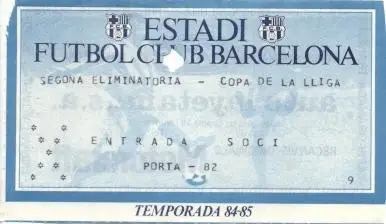 ESTADI
FUTBOL CLUB BARCELONA
SEGONA ELIMINATORIA - COPA DE LA LLIGA
ENTRADA SOCI
PORTA - 82
9
TEMPORADA 84-85